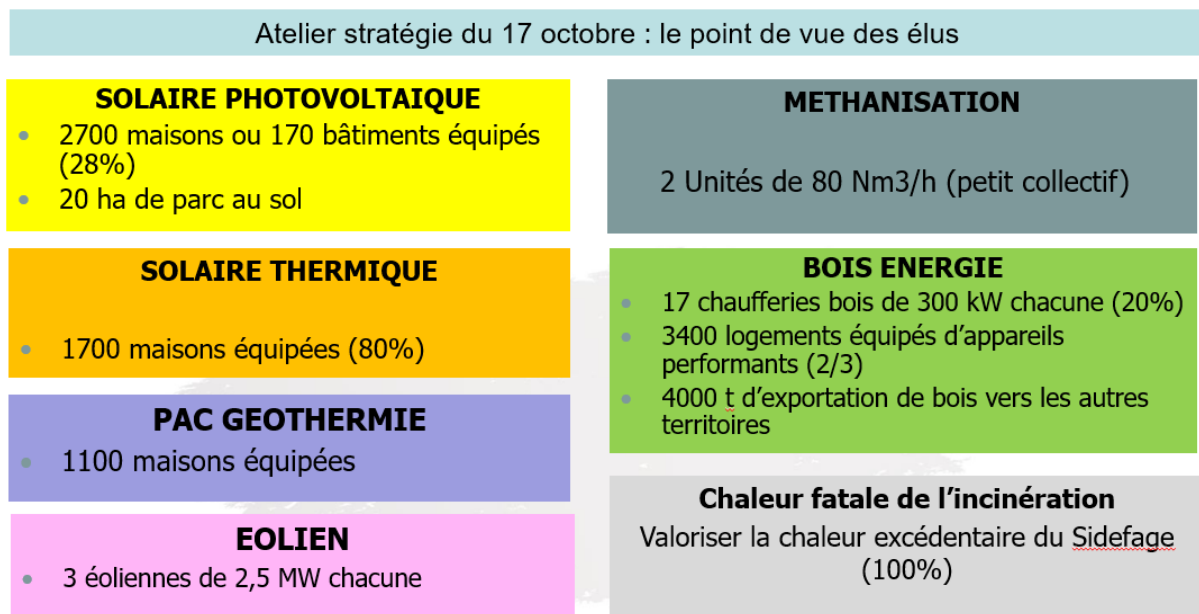 Atelier stratégie du 17 octobre : le point de vue des élus
SOLAIRE PHOTOVOLTAIQUE
2700 maisons ou 170 bâtiments équipés
(28%)
20 ha de parc au sol
SOLAIRE THERMIQUE
1700 maisons équipées (80%)
PAC GEOTHERMIE
1100 maisons équipées
EOLIEN
3 éoliennes de 2,5 MW chacune
METHANISATION
2 Unités de 80 Nm3/h (petit collectif)
BOIS ENERGIE
17 chaufferies bois de 300 kW chacune (20%)
3400 logements équipés d’appareils
performants (2/3)
4000 t d’exportation de bois vers les autres
territoires
Chaleur fatale de l’incinération
Valoriser la chaleur excédentaire du Sidefage
(100%)